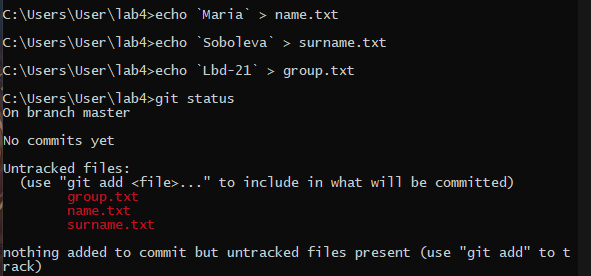 C:\Users\User\lab4>echo `Maria` > name.txt
C:\Users\User\lab4>echo `Soboleva` > surname.txt
C:\Users\User\lab4>echo `Lbd-21` > group.txt
C:\Users\User\lab4>git status
On branch master
No commits yet
Untracked files:
  (use "git add <file>..." to include in what will be committed)
        group.txt
        name.txt
        surname.txt
nothing added to commit but untracked files present (use "git add" to t
rack)